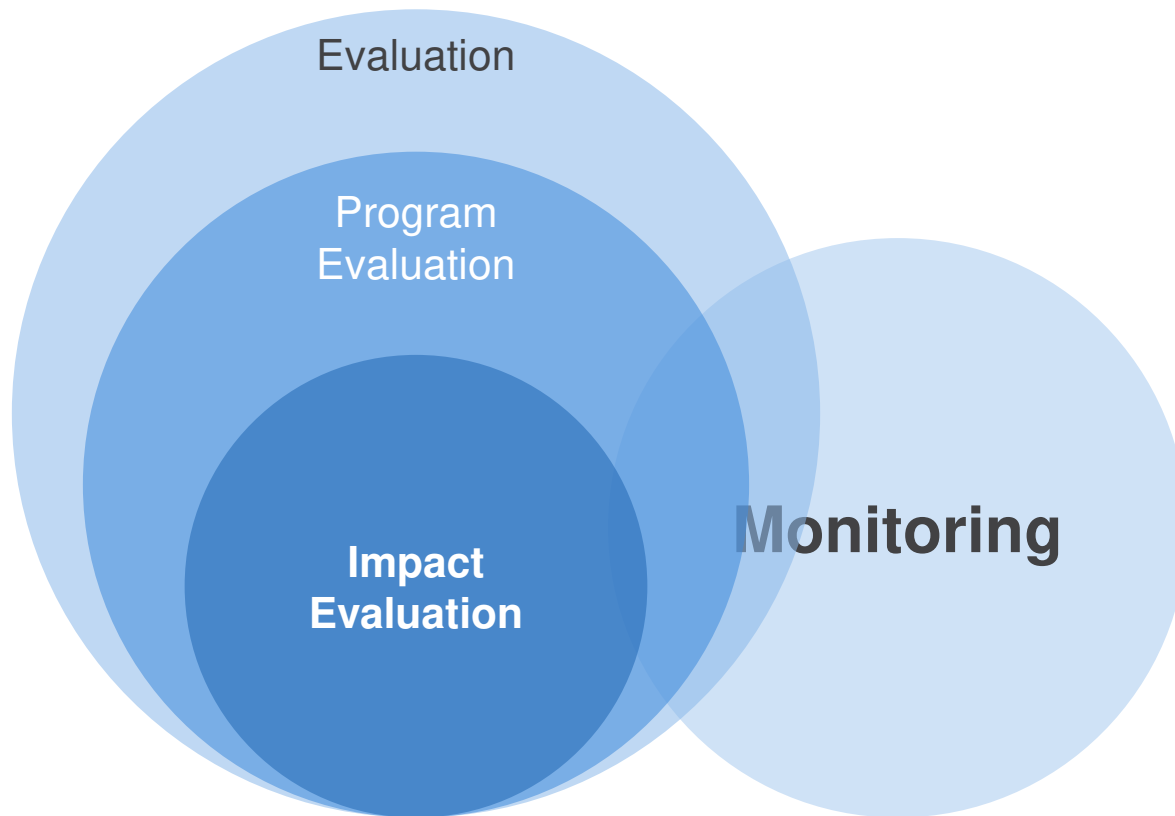 Evaluation
Program
Evaluation
Monitoring
Impact
Evaluation